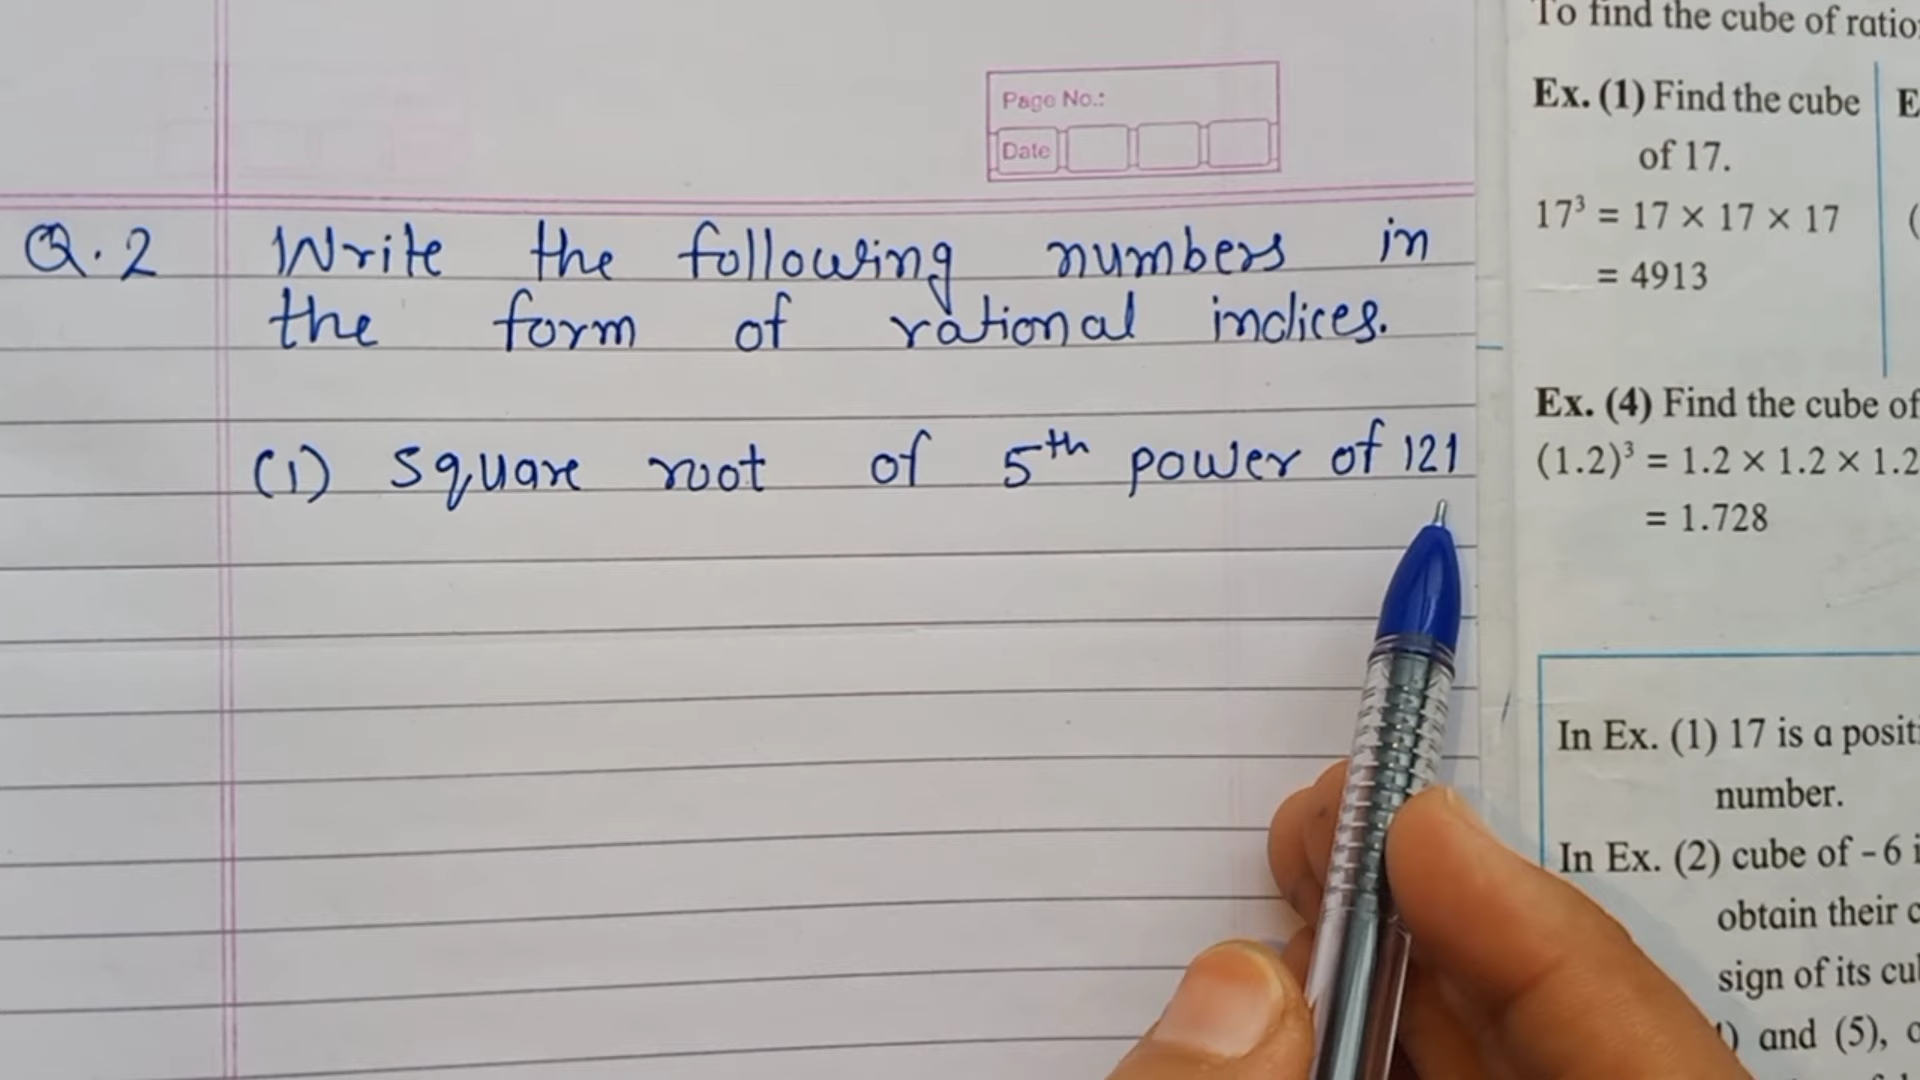 Page No.:
Date
Q.2 Write the following numbers in
the form of rational indices.
(1) square root of 5th power of 121
To find the cube of ratio
Ex. (1) Find the cube
of 17.
17³ = 17 × 17 × 17
= 4913
Ex. (4) Find the cube of
(1.2)³ = 1.2 × 1.2 × 1.2
= 1.728
In Ex. (1) 17 is a posit
number.
In Ex. (2) cube of - 6 i
obtain their c
sign of its cu
) and (5), c